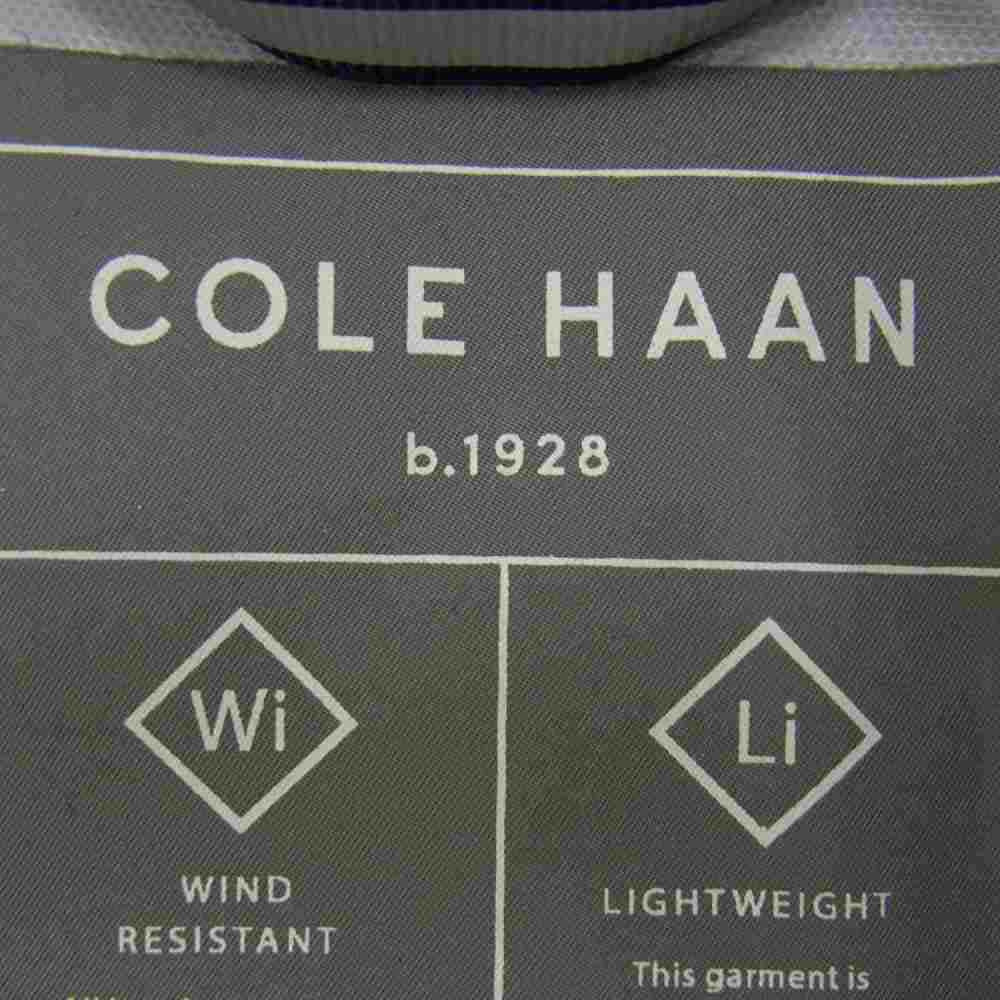 COLE HAAN
b.1928
Wi
WIND
RESISTANT
Li
LIGHTWEIGHT
This garment is